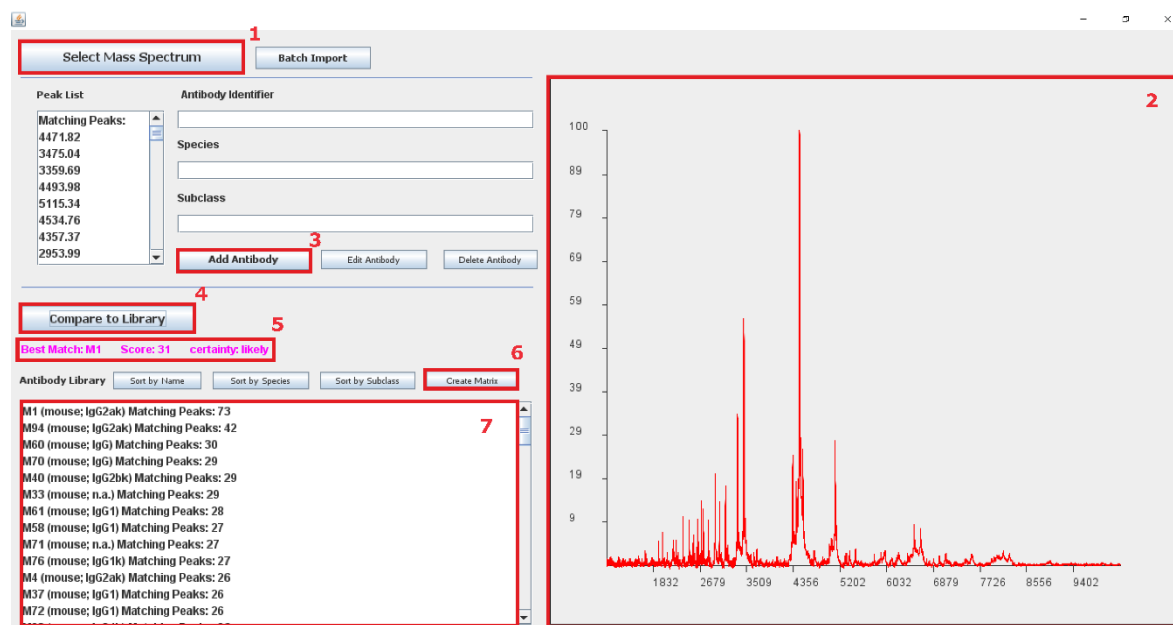 1
Select Mass Spectrum
Batch Import
Peak List
Antibody Identifier
Matching Peaks:
4471.82
3475.04
3359.69
4493.98
5115.34
4534.76
4357.37
2953.99
Species
Subclass
3
Add Antibody
Edit Antibody
Delete Antibody
4
Compare to Library
5
Best Match: M1 Score: 31 certainty: likely
6
Antibody Library
Sort by Name
Sort by Species
Sort by Subclass
Create Matrix
7
M1 (mouse; IgG2ak) Matching Peaks: 73
M94 (mouse; IgG2ak) Matching Peaks: 42
M60 (mouse; IgG) Matching Peaks: 30
M70 (mouse; IgG) Matching Peaks: 29
M40 (mouse; IgG2bk) Matching Peaks: 29
M33 (mouse; n.a.) Matching Peaks: 29
M61 (mouse; IgG1) Matching Peaks: 28
M58 (mouse; IgG1) Matching Peaks: 27
M71 (mouse; n.a.) Matching Peaks: 27
M76 (mouse; IgG1k) Matching Peaks: 27
M4 (mouse; IgG2ak) Matching Peaks: 26
M37 (mouse; IgG1) Matching Peaks: 26
M72 (mouse; IgG1) Matching Peaks: 26
2
100
89
79
69
59
49
39
29
19
9
1832 2679 3509 4356 5202 6032 6879 7726 8556 9402